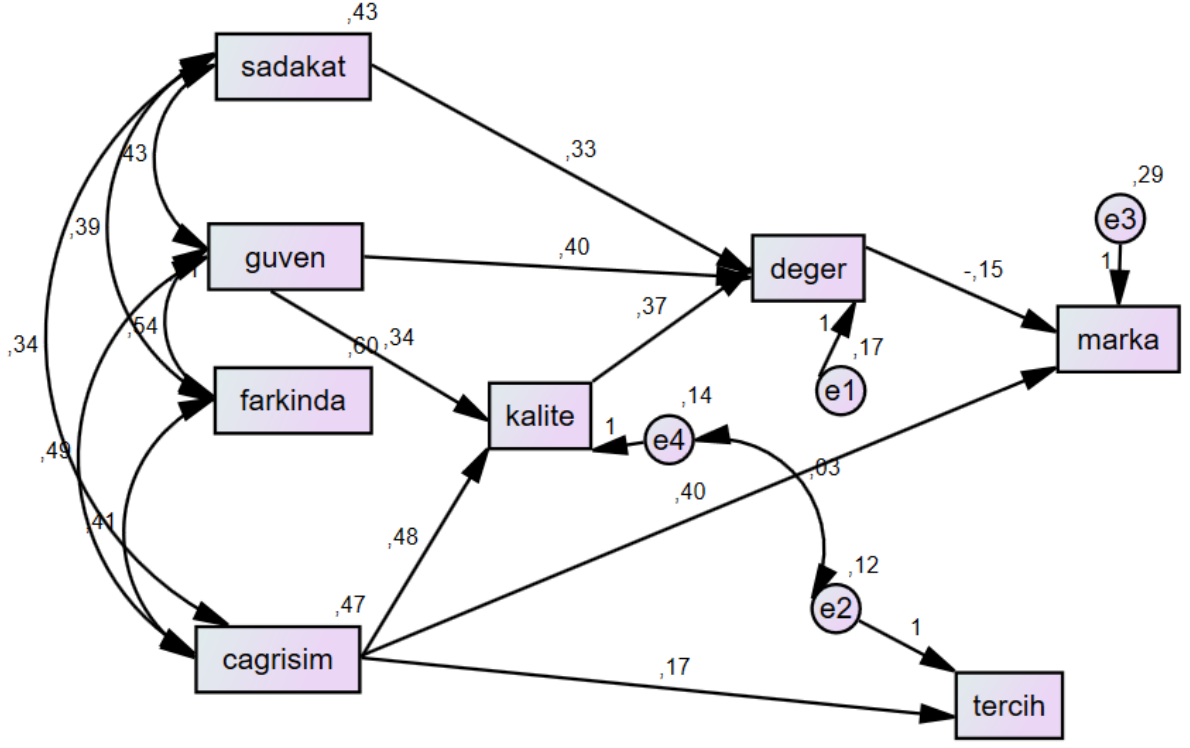 ,43
sadakat
,33
43
,29
e3
,39
guven
,40
deger
-,15
1
marka
,37
1
,17
e1
,54
,34
,60
,34
farkinda
kalite
,14
1
e4
,49
,03
,40
,41
,48
,12
e2
1
,47
cagrisim
,17
tercih